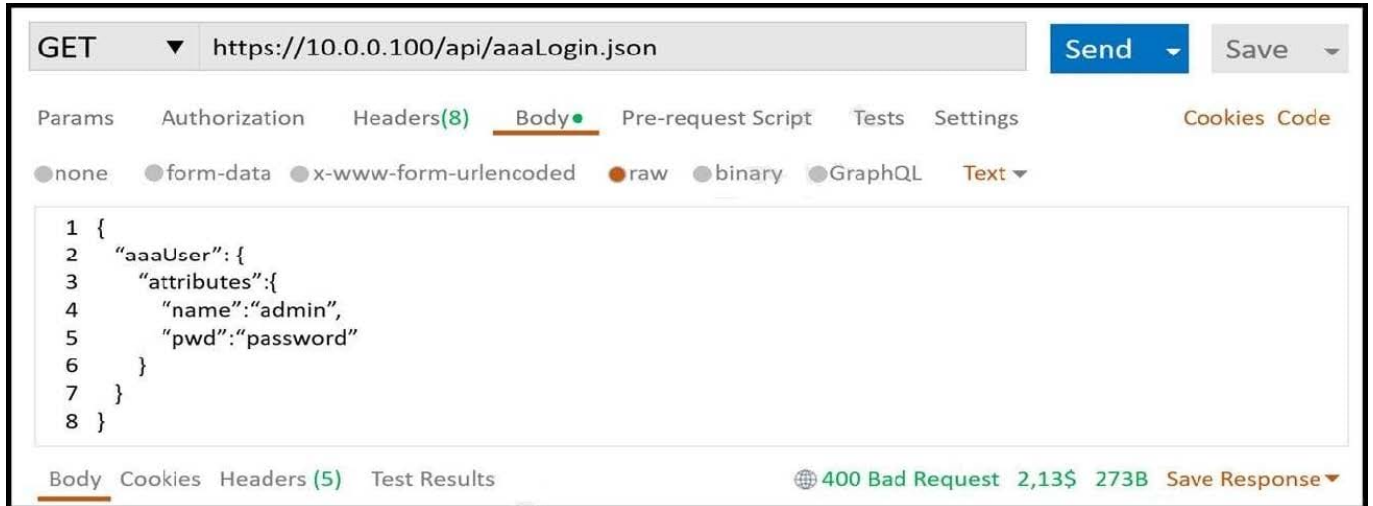 GET ▼ https://10.0.0.100/api/aaaLogin.json Send Save
Params Authorization Headers(8) Body Pre-request Script Tests Settings Cookies Code
none form-data x-www-form-urlencoded raw binary GraphQL Text
1 {
2 “aaaUser”: {
3 “attributes”:{
4 “name”:“admin”,
5 “pwd”:“password”
6 }
7 }
8 }
Body Cookies Headers (5) Test Results 400 Bad Request 2,13$ 273B Save Response